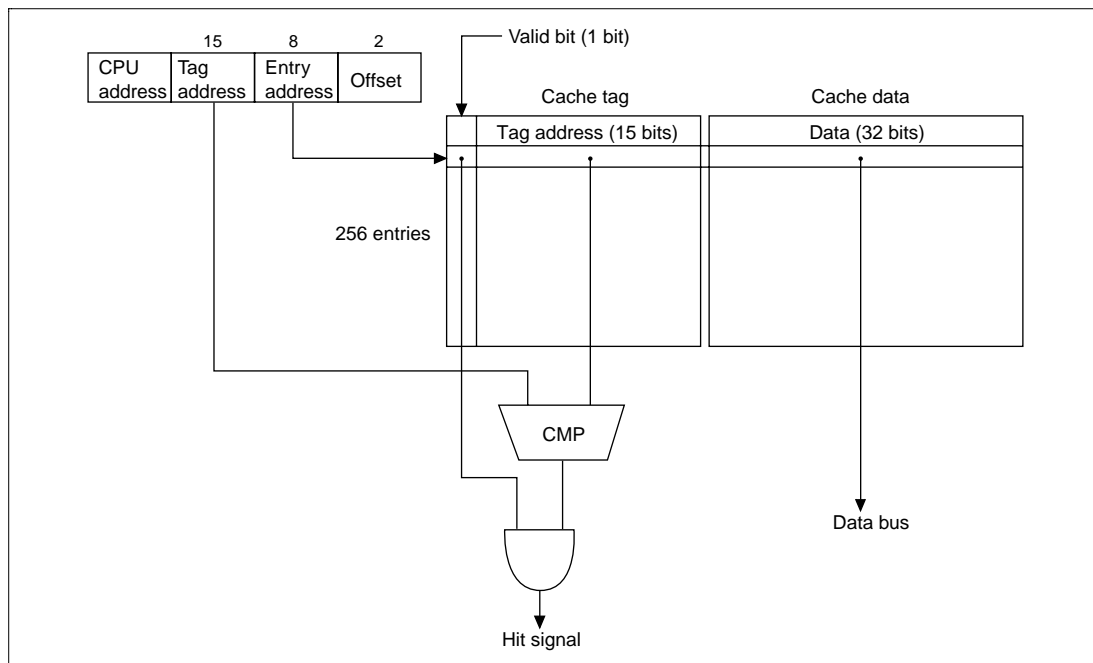 15 8 2
Valid bit (1 bit)
CPU address
Tag address
Entry address
Offset
Cache tag
Cache data
Tag address (15 bits)
Data (32 bits)
256 entries
CMP
Data bus
Hit signal